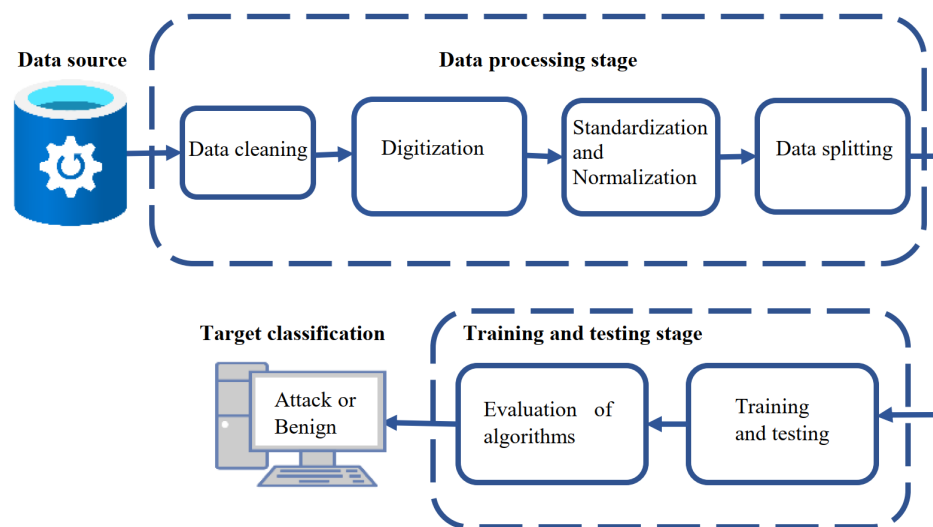 Data source
Data processing stage
Data cleaning
Digitization
Standardization
and
Normalization
Data splitting
Target classification
Training and testing stage
Attack or
Benign
Evaluation of
algorithms
Training
and testing